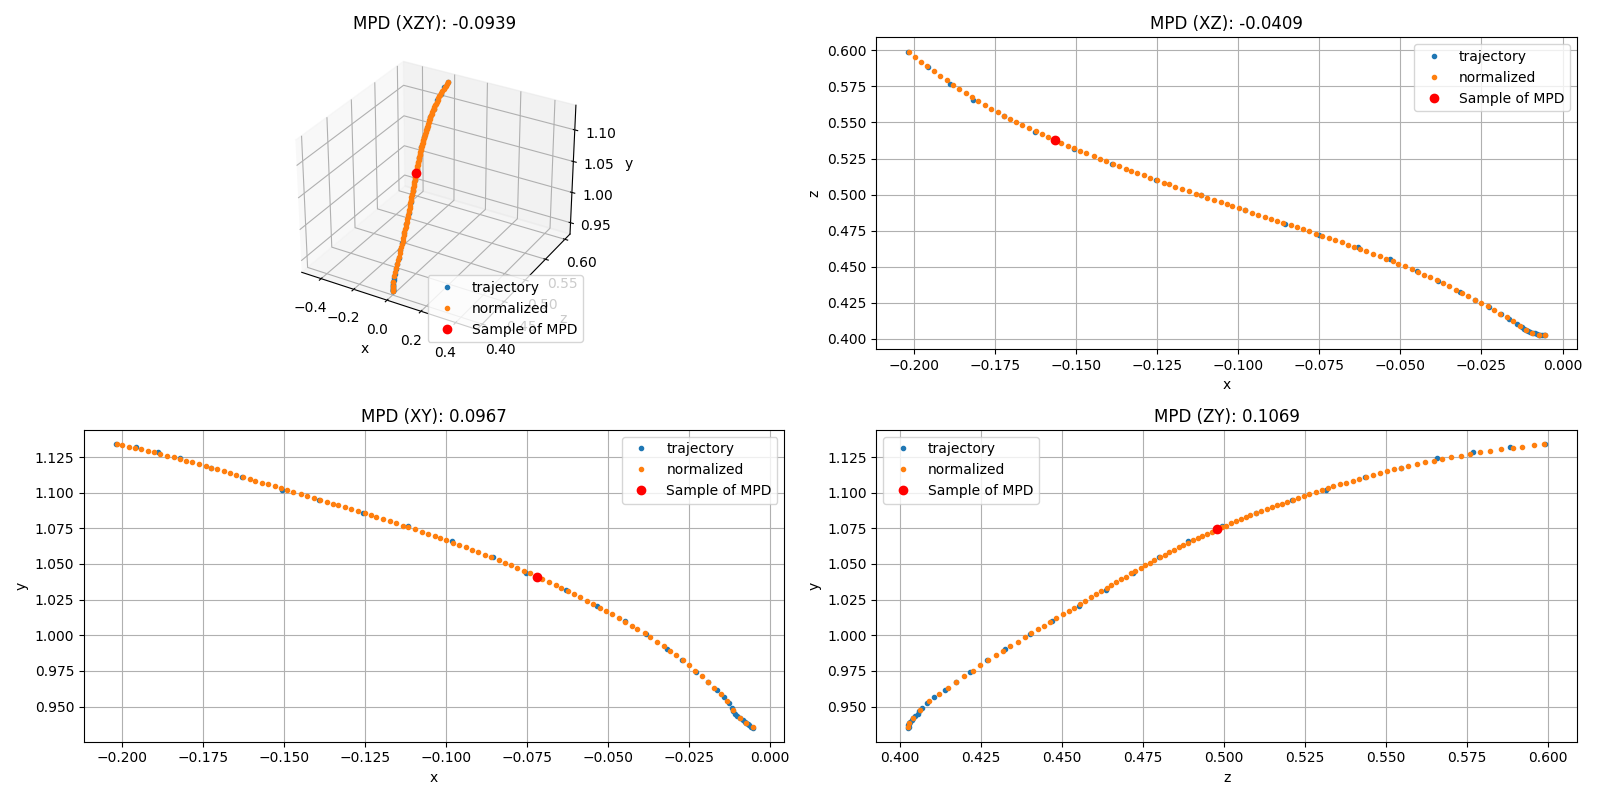 MPD (XZY): -0.0939
1.10
1.05
1.00
0.95
y
0.60
0.55
0.50
0.40
z
−0.4
−0.2
0.0
0.2
0.4
x
trajectory
normalized
Sample of MPD
MPD (XZ): -0.0409
0.600
0.575
0.550
0.525
0.500
0.475
0.450
0.425
0.400
z
−0.200
−0.175
−0.150
−0.125
−0.100
−0.075
−0.050
−0.025
0.000
x
trajectory
normalized
Sample of MPD
MPD (XY): 0.0967
1.125
1.100
1.075
1.050
1.025
1.000
0.975
0.950
y
−0.200
−0.175
−0.150
−0.125
−0.100
−0.075
−0.050
−0.025
0.000
x
trajectory
normalized
Sample of MPD
MPD (ZY): 0.1069
1.125
1.100
1.075
1.050
1.025
1.000
0.975
0.950
y
0.400
0.425
0.450
0.475
0.500
0.525
0.550
0.575
0.600
z
trajectory
normalized
Sample of MPD